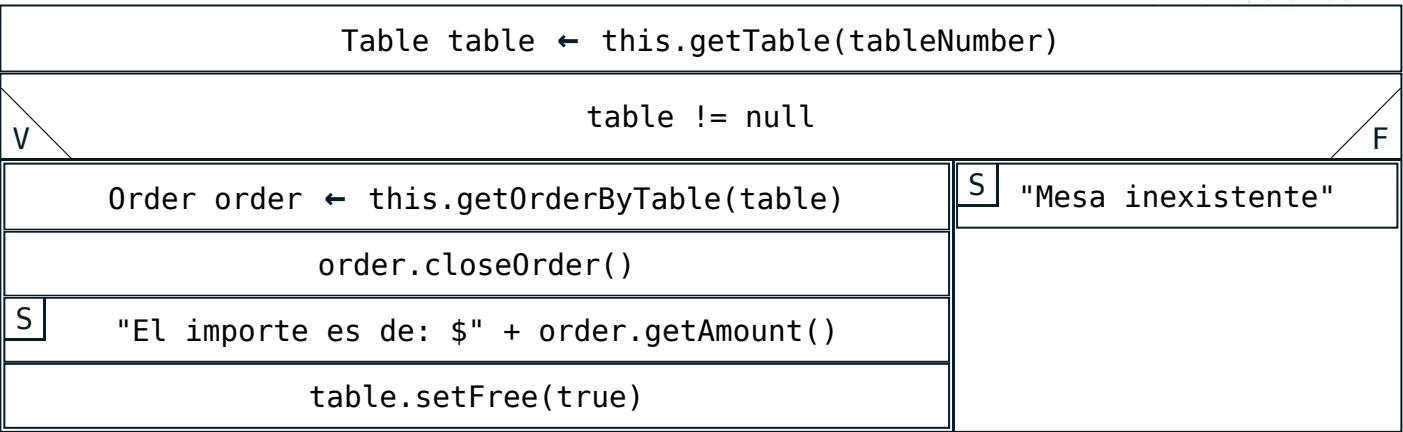 Table table ← this.getTable(tableNumber)
table != null
V
F
Order order ← this.getOrderByTable(table)
order.closeOrder()
S "El importe es de: $" + order.getAmount()
table.setFree(true)
S "Mesa inexistente"